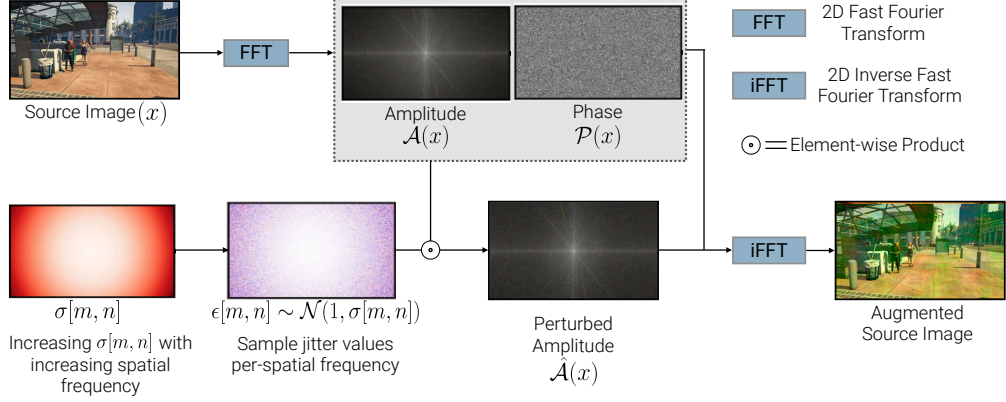 FFT
Source Image (x)
Amplitude
𝒜(x)
Phase
𝒫(x)
FFT
2D Fast Fourier
Transform
iFFT
2D Inverse Fast
Fourier Transform
⊙ = Element-wise Product
σ[m, n]
Increasing σ[m, n] with
increasing spatial
frequency
ϵ[m, n] ∼ 𝒩(1, σ[m, n])
Sample jitter values
per-spatial frequency
Perturbed
Amplitude
𝒜̂(x)
iFFT
Augmented
Source Image